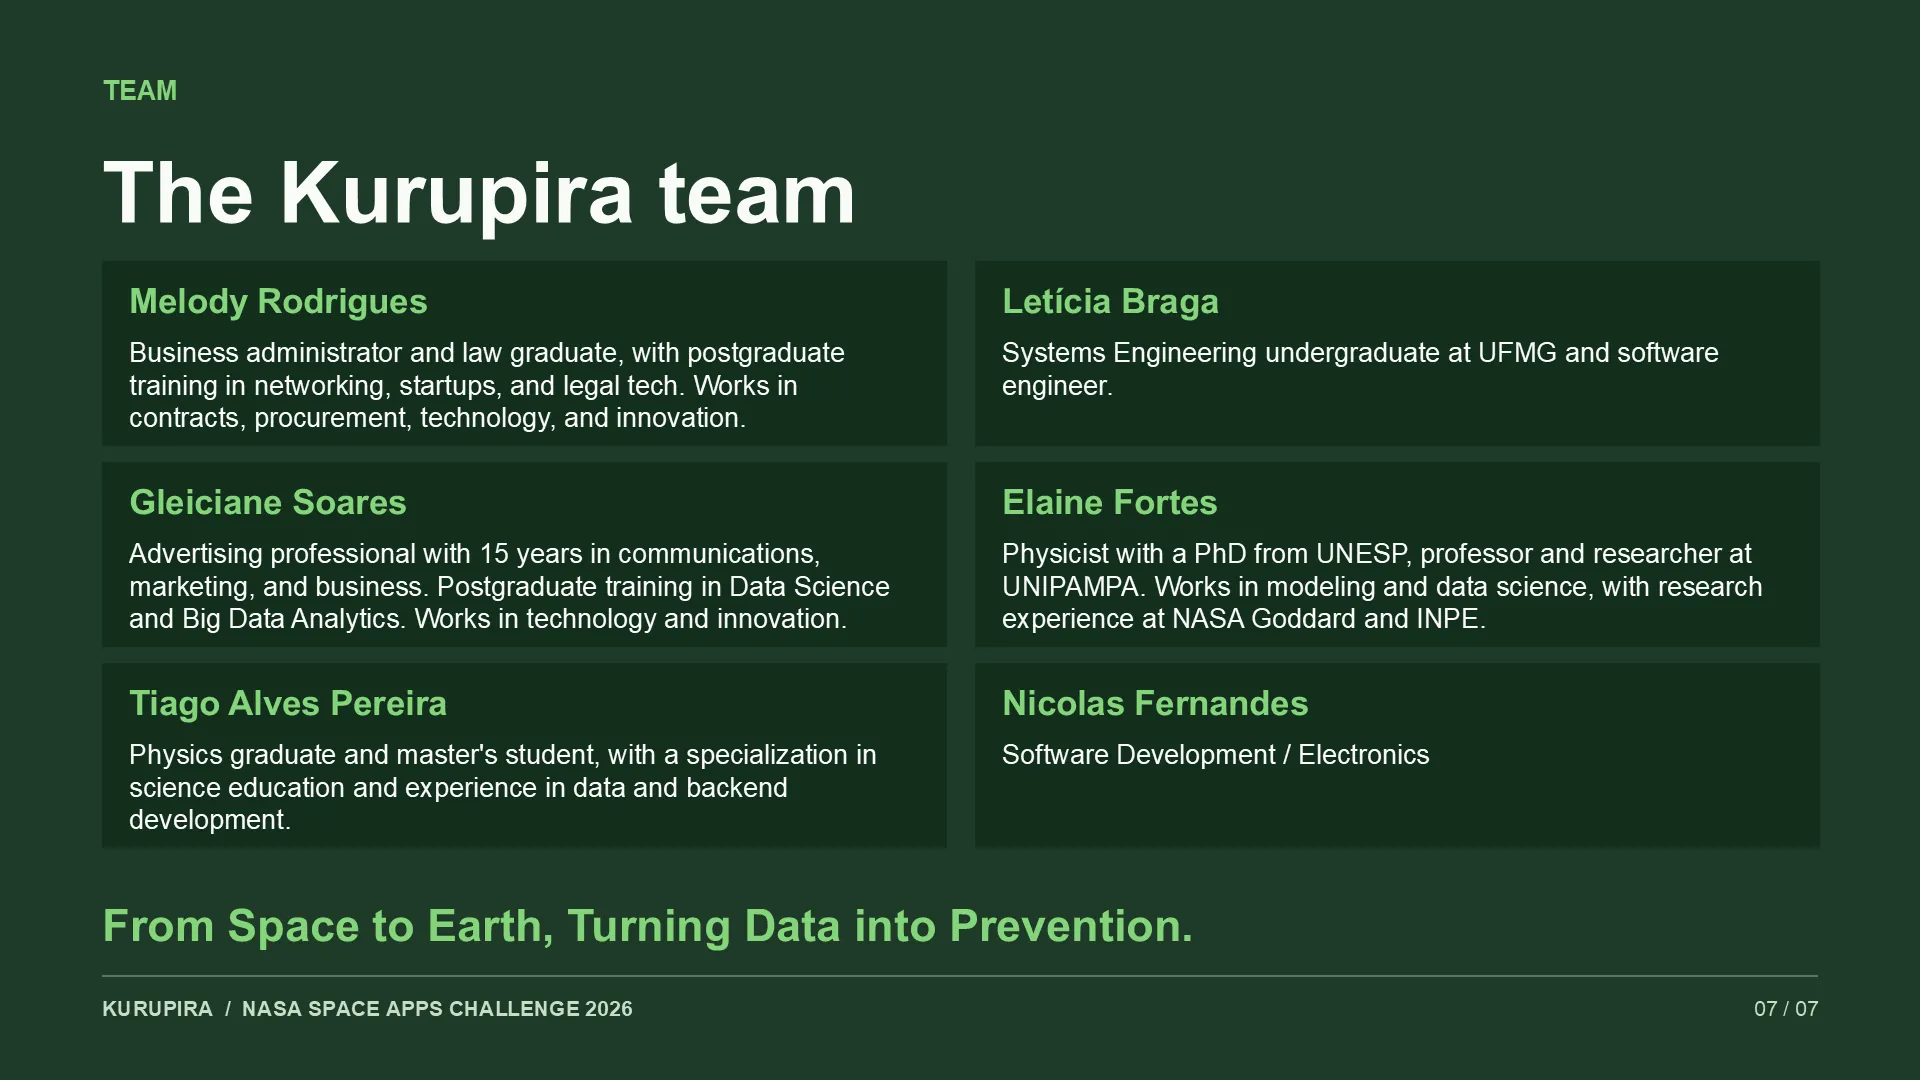 TEAM
The Kurupira team
Melody Rodrigues
Business administrator and law graduate, with postgraduate
training in networking, startups, and legal tech. Works in
contracts, procurement, technology, and innovation.
Letícia Braga
Systems Engineering undergraduate at UFMG and software
engineer.
Gleiciane Soares
Advertising professional with 15 years in communications,
marketing, and business. Postgraduate training in Data Science
and Big Data Analytics. Works in technology and innovation.
Elaine Fortes
Physicist with a PhD from UNESP, professor and researcher at
UNIPAMPA. Works in modeling and data science, with research
experience at NASA Goddard and INPE.
Tiago Alves Pereira
Physics graduate and master's student, with a specialization in
science education and experience in data and backend
development.
Nicolas Fernandes
Software Development / Electronics
From Space to Earth, Turning Data into Prevention.
KURUPIRA / NASA SPACE APPS CHALLENGE 2026
07 / 07